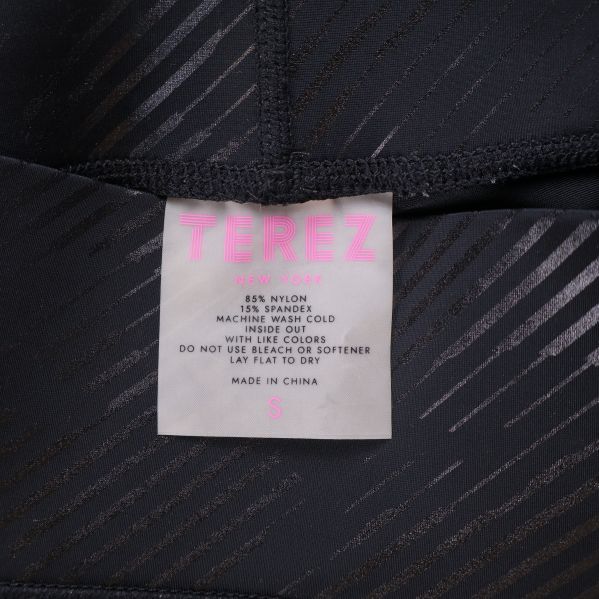 TEREZ
NEW YORK
85% NYLON
15% SPANDEX
MACHINE WASH COLD
INSIDE OUT
WITH LIKE COLORS
DO NOT USE BLEACH OR SOFTENER
LAY FLAT TO DRY
MADE IN CHINA
S